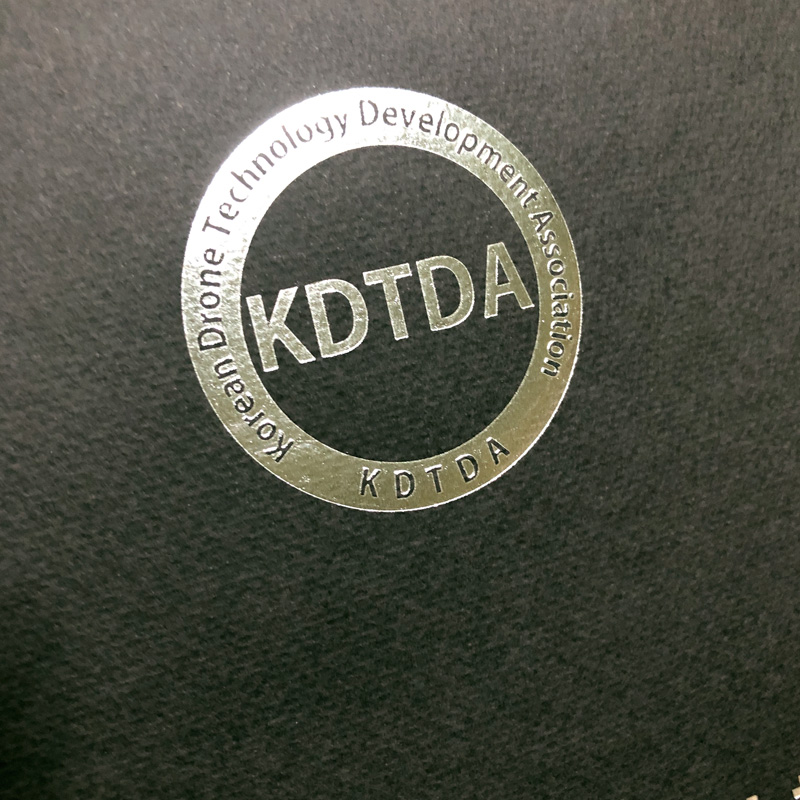 Korean Drone Technology Development Association
KDTDA
KDTDA